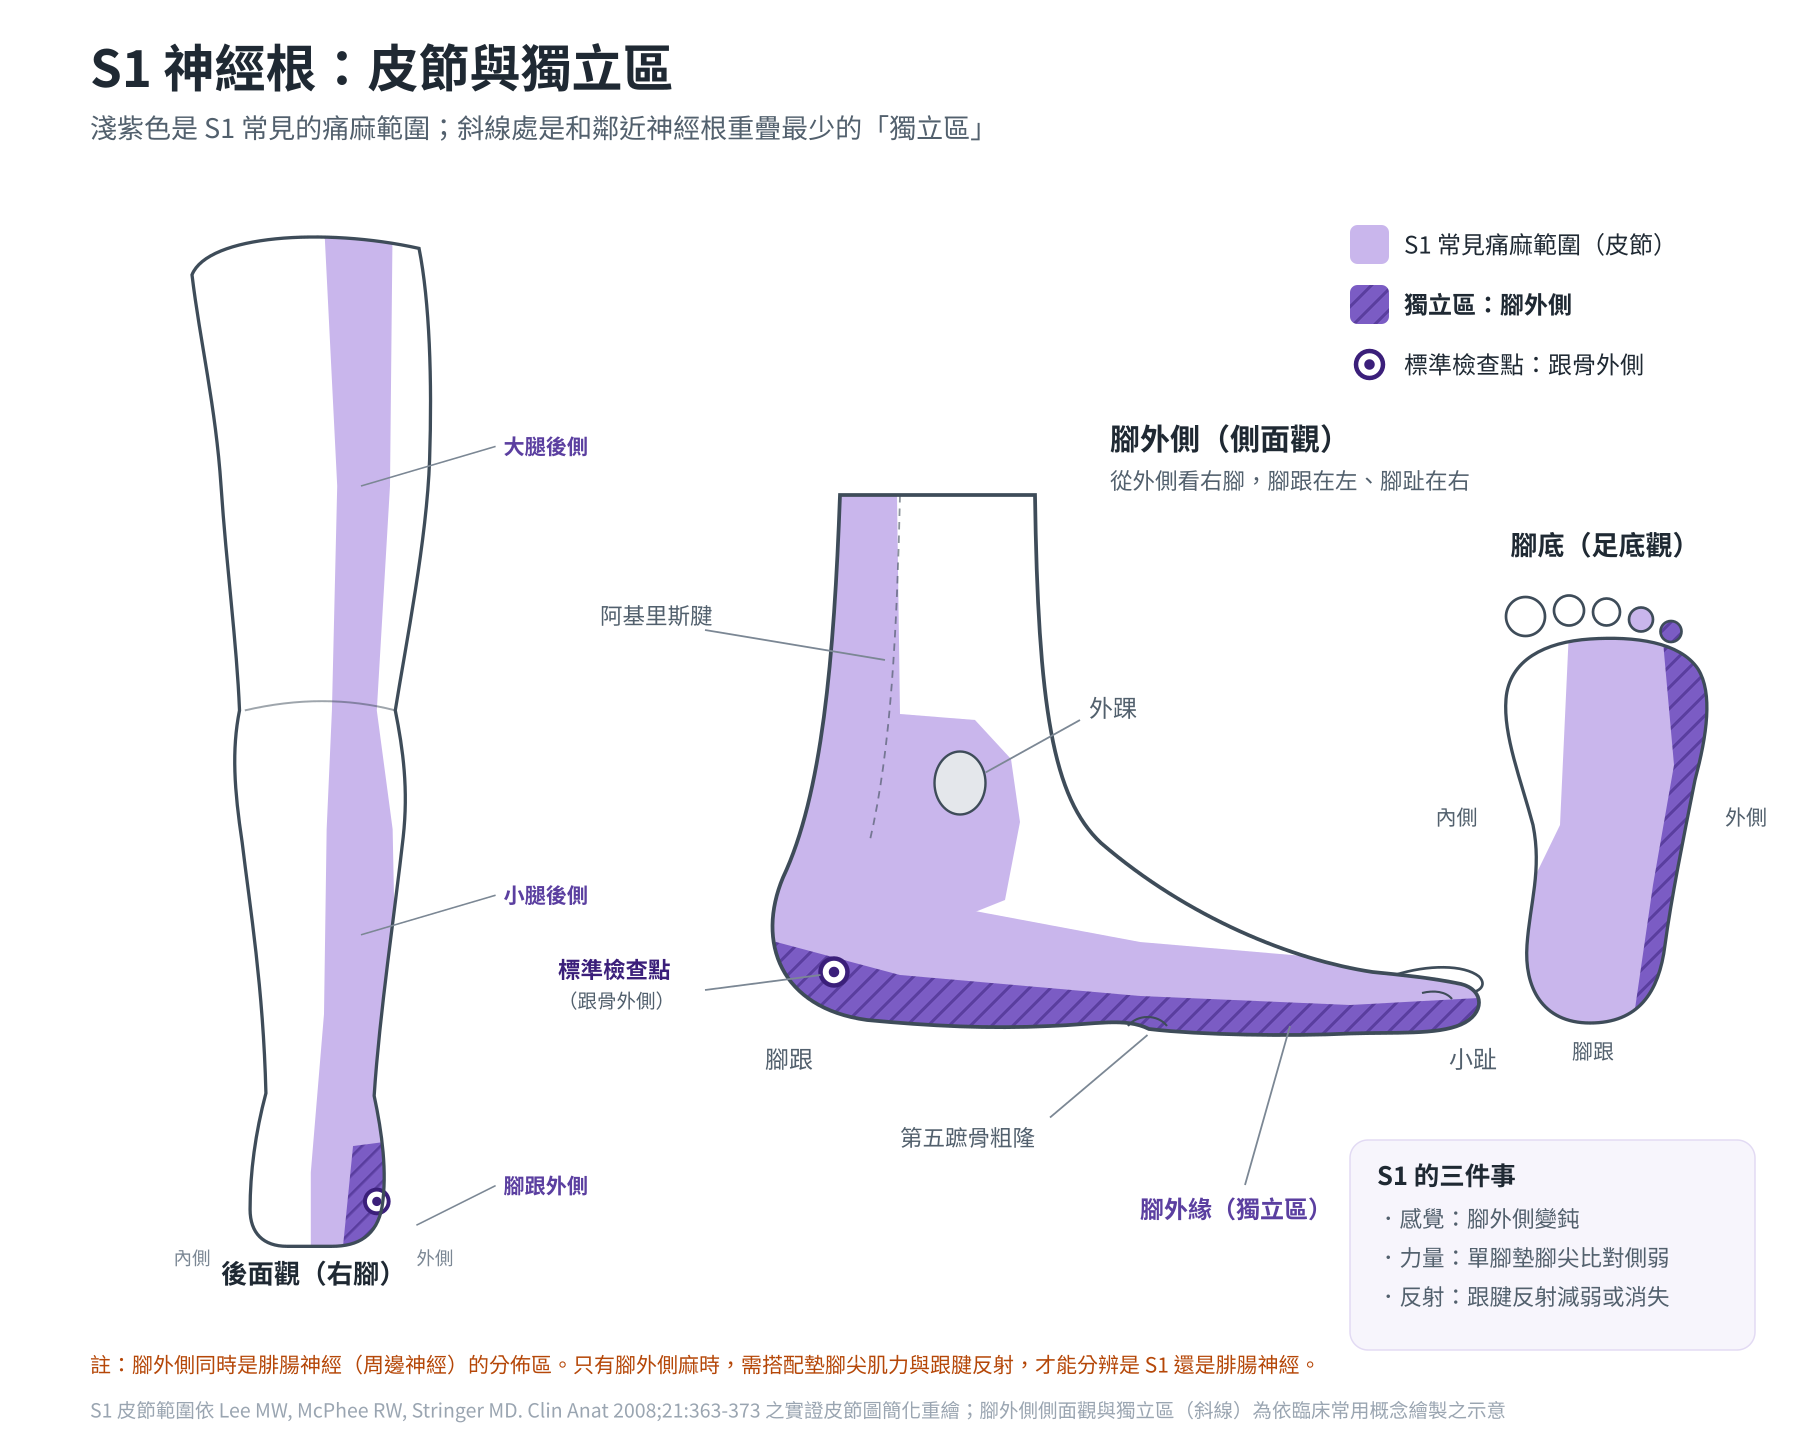 S1 神經根：皮節與獨立區
淺紫色是 S1 常見的痛麻範圍；斜線處是和鄰近神經根重疊最少的「獨立區」
S1 常見痛麻範圍（皮節）
獨立區：腳外側
標準檢查點：跟骨外側
大腿後側
小腿後側
腳跟外側
內側
外側
後面觀（右腳）
腳外側（側面觀）
從外側看右腳，腳跟在左、腳趾在右
阿基里斯腱
外踝
標準檢查點
（跟骨外側）
腳跟
小趾
第五蹠骨粗隆
腳外緣（獨立區）
腳底（足底觀）
內側
外側
腳跟
S1 的三件事
・感覺：腳外側變鈍
・力量：單腳墊腳尖比對側弱
・反射：跟腱反射減弱或消失
註：腳外側同時是腓腸神經（周邊神經）的分佈區。只有腳外側麻時，需搭配墊腳尖肌力與跟腱反射，才能分辨是 S1 還是腓腸神經。
S1 皮節範圍依 Lee MW, McPhee RW, Stringer MD. Clin Anat 2008;21:363-373 之實證皮節圖簡化重繪；腳外側側面觀與獨立區（斜線）為依臨床常用概念繪製之示意